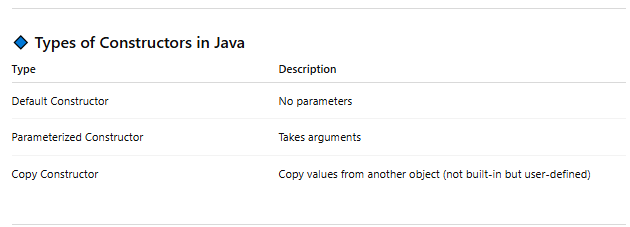 Types of Constructors in Java
Type Description
Default Constructor No parameters
Parameterized Constructor Takes arguments
Copy Constructor Copy values from another object (not built-in but user-defined)